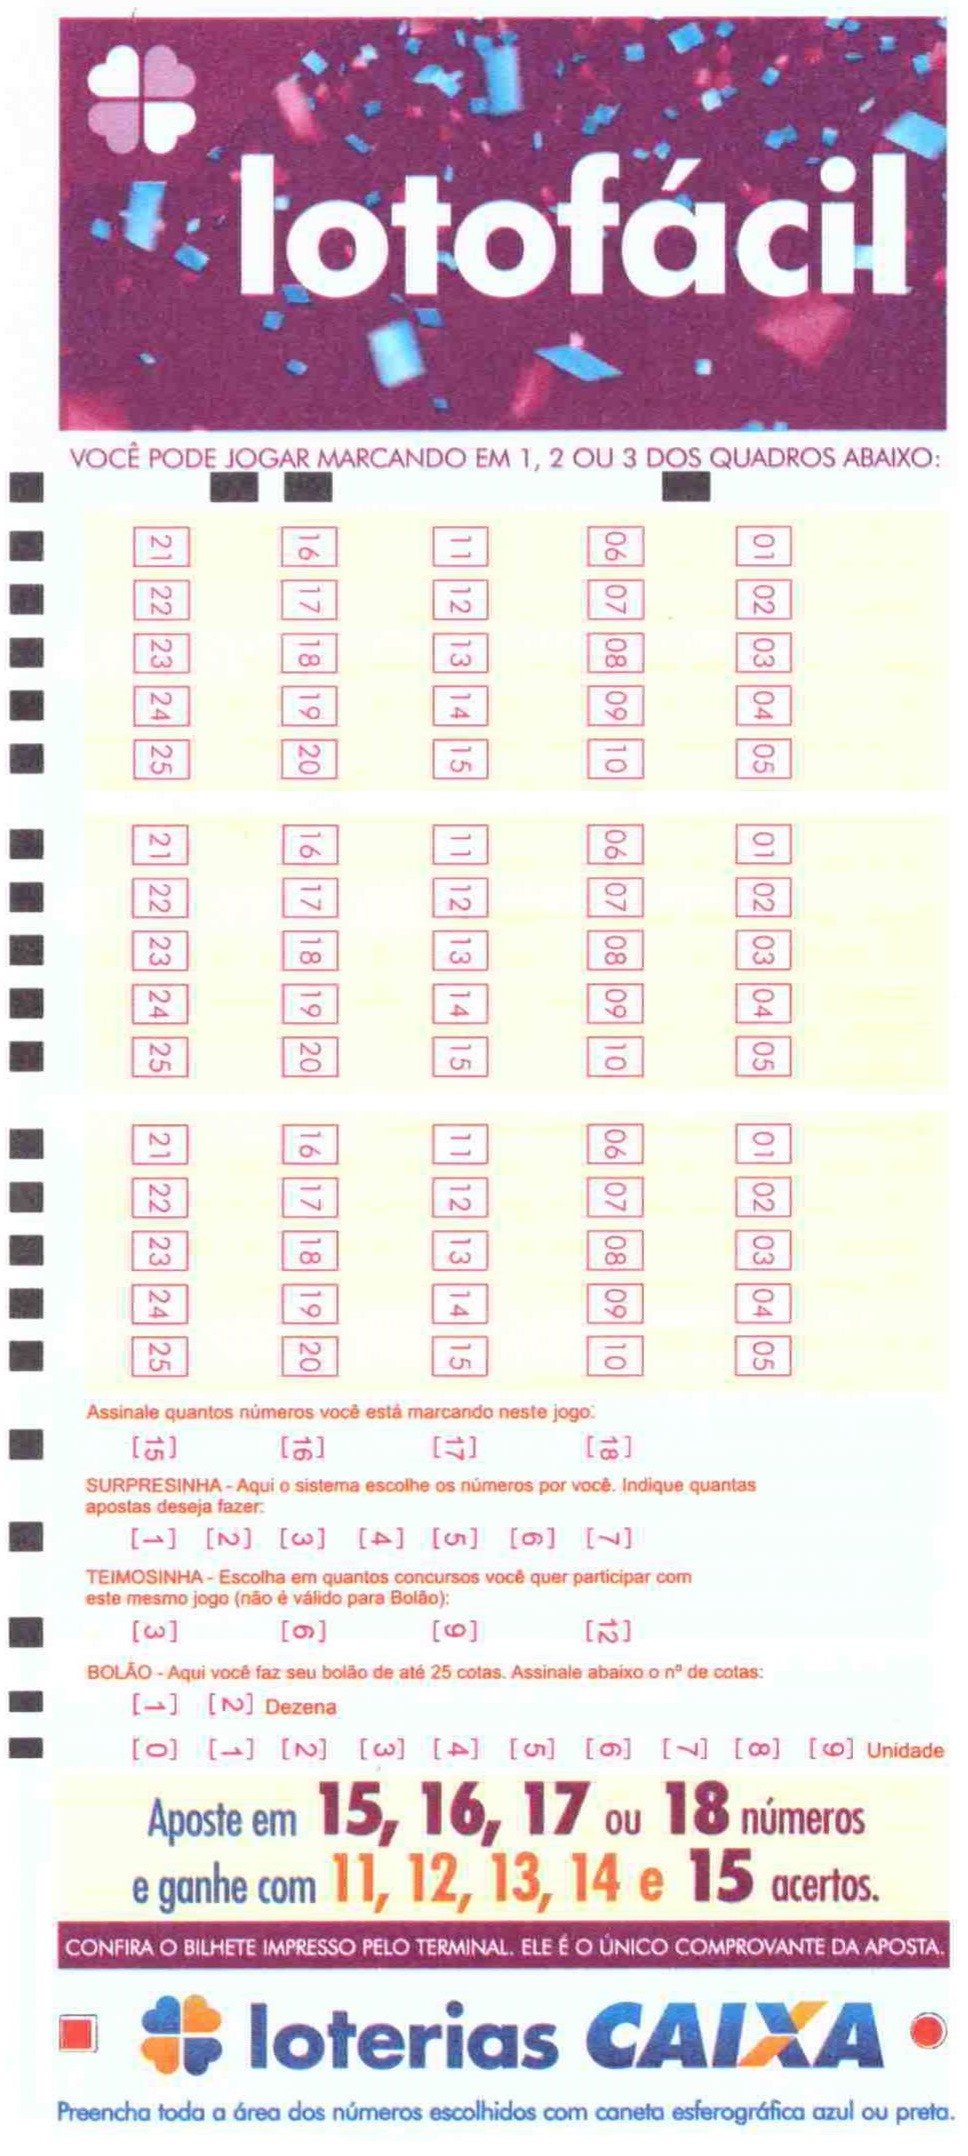 lotofácil
VOCÊ PODE JOGAR MARCANDO EM 1, 2 OU 3 DOS QUADROS ABAIXO:
21 16 11 06 01
22 17 12 07 02
23 18 13 08 03
24 19 14 09 04
25 20 15 10 05
21 16 11 06 01
22 17 12 07 02
23 18 13 08 03
24 19 14 09 04
25 20 15 10 05
21 16 11 06 01
22 17 12 07 02
23 18 13 08 03
24 19 14 09 04
25 20 15 10 05
Assinale quantos números você está marcando neste jogo:
[15] [16] [17] [18]
SURPRESINHA - Aqui o sistema escolhe os números por você. Indique quantas
apostas deseja fazer:
[1] [2] [3] [4] [5] [6] [7]
TEIMOSINHA - Escolha em quantos concursos você quer participar com
este mesmo jogo (não é válido para Bolão):
[3] [6] [9] [12]
BOLÃO - Aqui você faz seu bolão de até 25 cotas. Assinale abaixo o nº de cotas:
[1] [2] Dezena
[0] [1] [2] [3] [4] [5] [6] [7] [8] [9] Unidade
Aposte em 15, 16, 17 ou 18 números
e ganhe com 11, 12, 13, 14 e 15 acertos.
CONFIRA O BILHETE IMPRESSO PELO TERMINAL. ELE É O ÚNICO COMPROVANTE DA APOSTA.
loterias CAIXA
Preencha toda a área dos números escolhidos com caneta esferográfica azul ou preta.